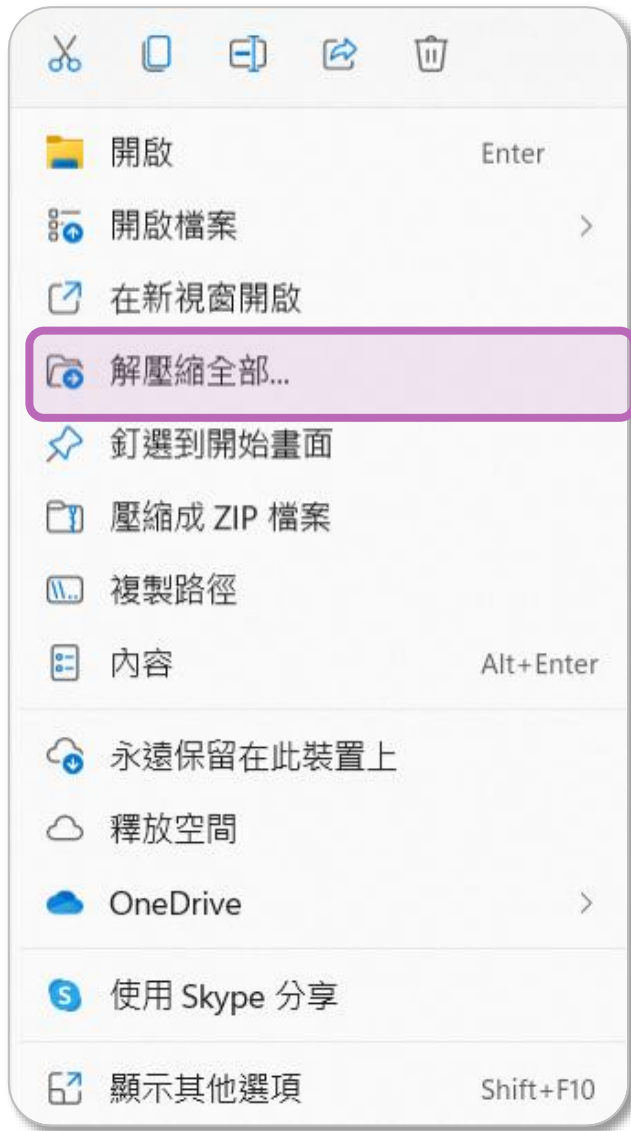 開啟 Enter
開啟檔案
在新視窗開啟
解壓縮全部...
釘選到開始畫面
壓縮成 ZIP 檔案
複製路徑
內容 Alt+Enter
永遠保留在此裝置上
釋放空間
OneDrive
使用 Skype 分享
顯示其他選項 Shift+F10